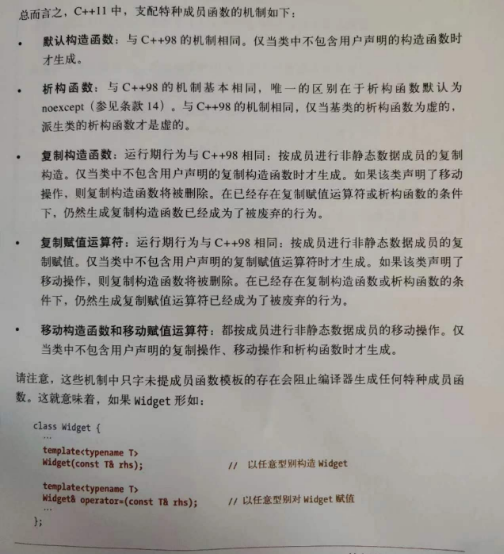 总而言之，C++11 中，支配特种成员函数的机制如下：
• 默认构造函数：与 C++98 的机制相同。仅当类中不包含用户声明的构造函数时
才生成。
• 析构函数：与 C++98 的机制基本相同，唯一的区别在于析构函数默认为
noexcept（参见条款 14）。与 C++98 的机制相同，仅当基类的析构函数为虚的，
派生类的析构函数才是虚的。
• 复制构造函数：运行期行为与 C++98 相同：按成员进行非静态数据成员的复制
构造。仅当类中不包含用户声明的复制构造函数时才生成。如果该类声明了移动
操作，则复制构造函数将被删除。在已经存在复制赋值运算符或析构函数的条件
下，仍然生成复制构造函数已经成为了被废弃的行为。
• 复制赋值运算符：运行期行为与 C++98 相同：按成员进行非静态数据成员的复
制赋值。仅当类中不包含用户声明的复制赋值运算符时才生成。如果该类声明了
移动操作，则复制构造函数将被删除。在已经存在复制构造函数或析构函数的条
件下，仍然生成复制赋值运算符已经成为了被废弃的行为。
• 移动构造函数和移动赋值运算符：都按成员进行非静态数据成员的移动操作。仅
当类中不包含用户声明的复制操作、移动操作和析构函数时才生成。
请注意，这些机制中只字未提成员函数模板的存在会阻止编译器生成任何特种成员函
数。这就意味着，如果 Widget 形如：
class Widget {
...
template<typename T>
Widget(const T& rhs); // 以任意型别构造 Widget
template<typename T>
Widget& operator=(const T& rhs); // 以任意型别对 Widget 赋值
...
};